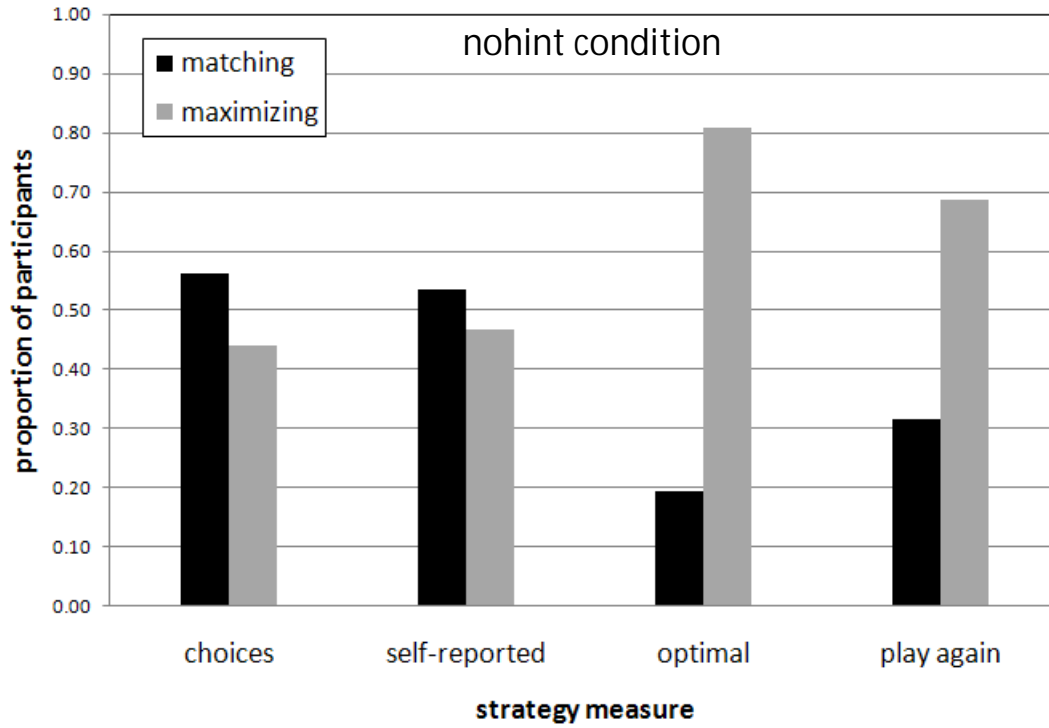 nohint condition
matching
maximizing
proportion of participants
1.00
0.90
0.80
0.70
0.60
0.50
0.40
0.30
0.20
0.10
0.00
choices self-reported optimal play again
strategy measure